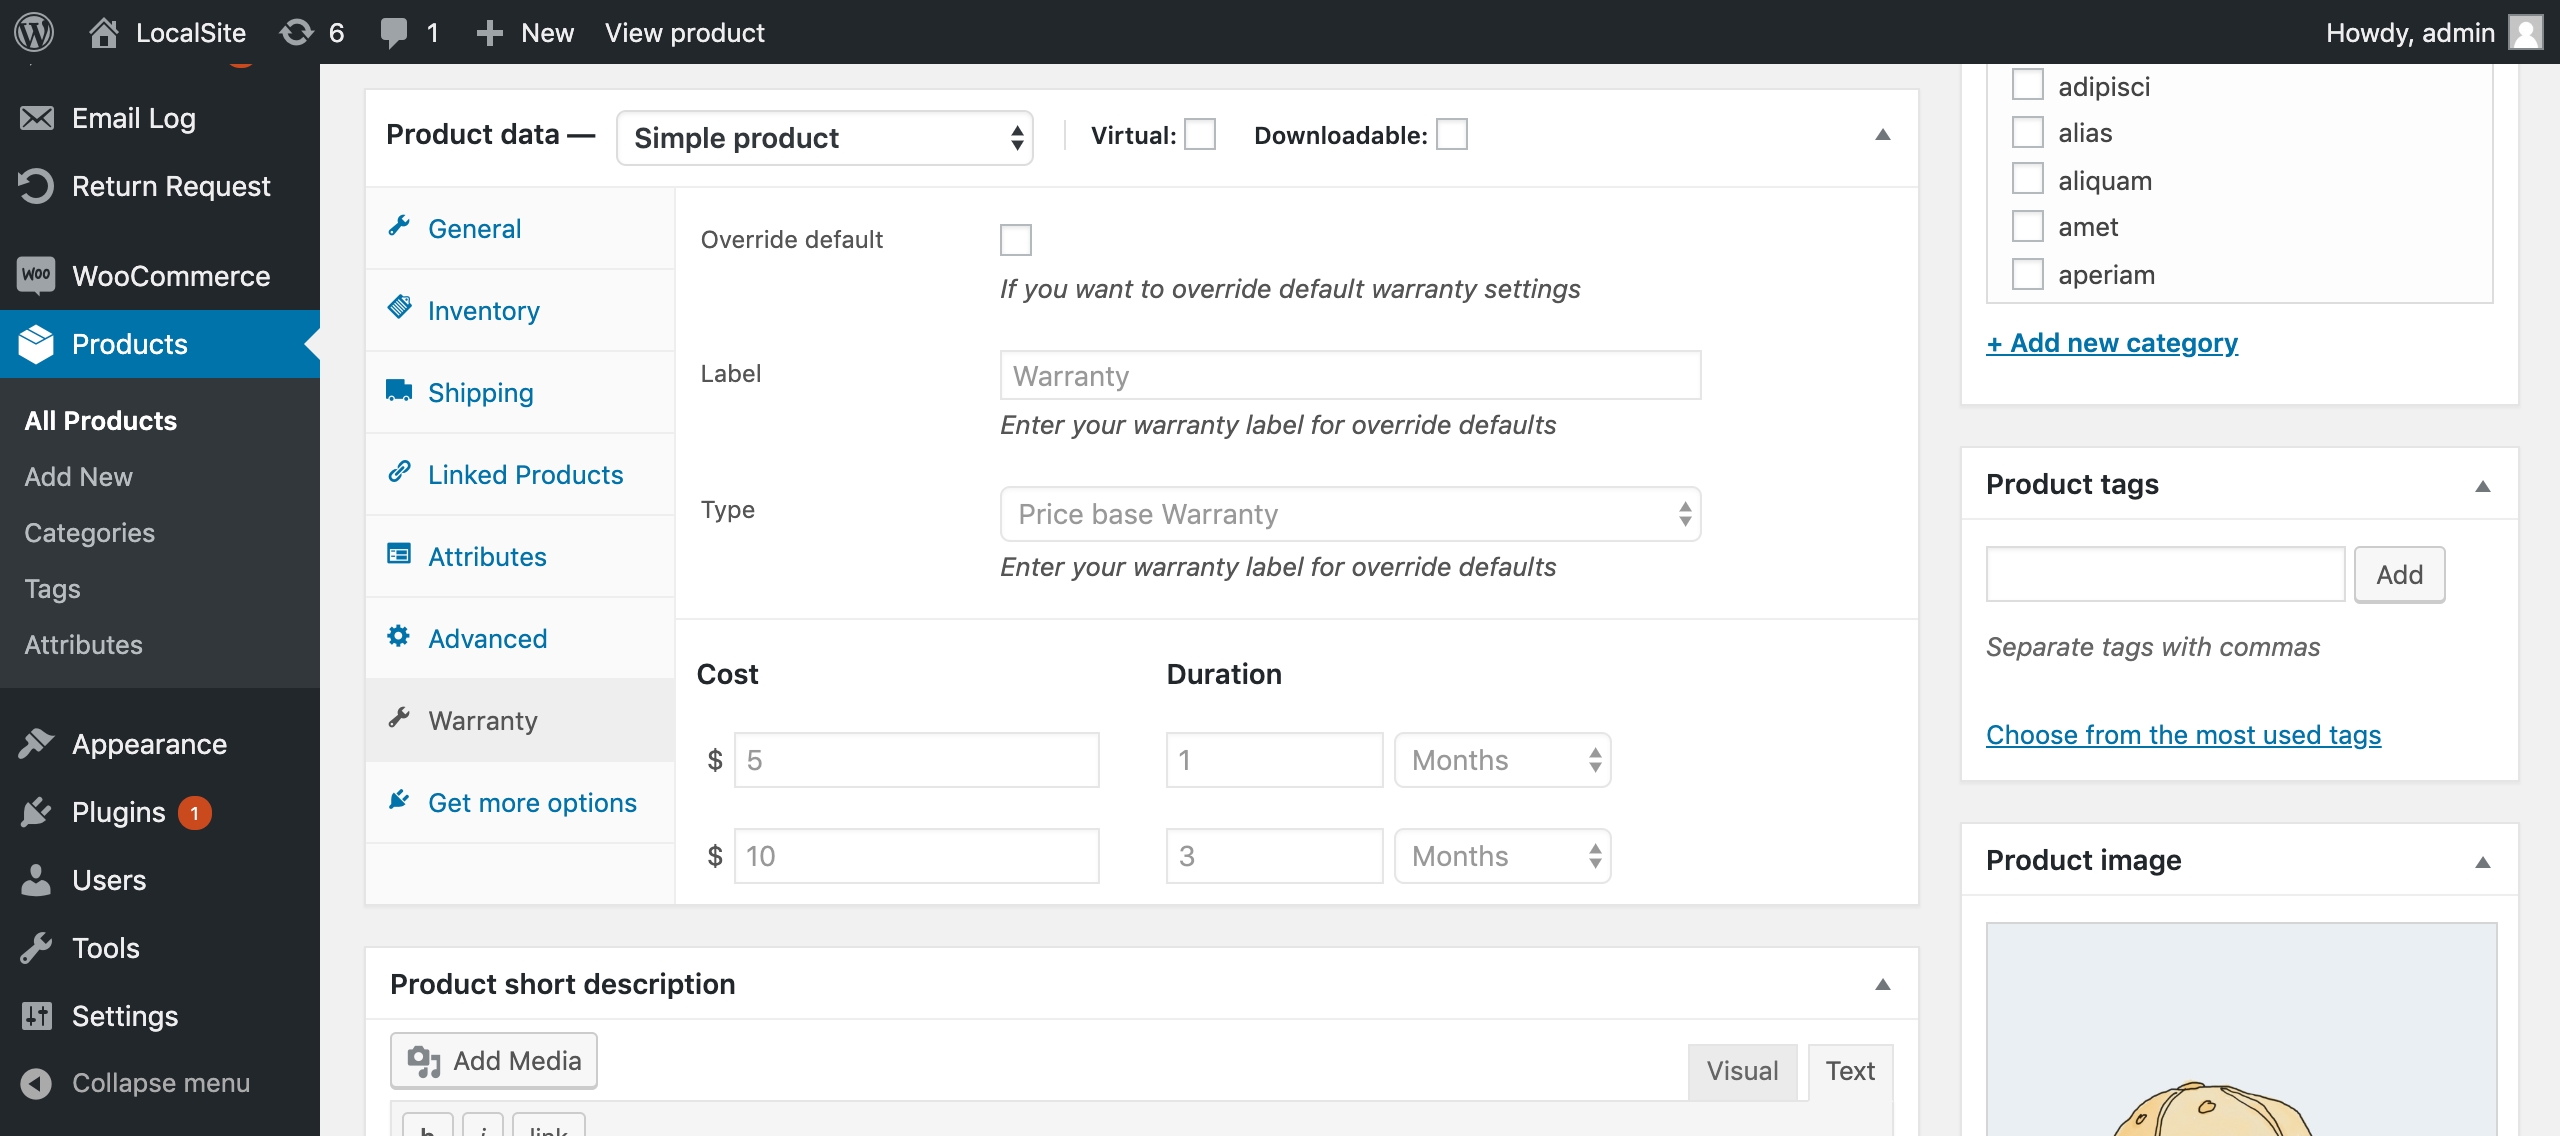 LocalSite 6 1 New View product Howdy, admin
Email Log
Return Request
WooCommerce
Products
All Products
Add New
Categories
Tags
Attributes
Appearance
Plugins 1
Users
Tools
Settings
Collapse menu
Product data — Simple product Virtual: Downloadable:
General
Inventory
Shipping
Linked Products
Attributes
Advanced
Warranty
Get more options
Override default
If you want to override default warranty settings
Label Warranty
Enter your warranty label for override defaults
Type Price base Warranty
Enter your warranty label for override defaults
Cost Duration
$ 5 1 Months
$ 10 3 Months
Product short description
Add Media Visual Text
b i link
adipisci
alias
aliquam
amet
aperiam
+ Add new category
Product tags
Add
Separate tags with commas
Choose from the most used tags
Product image